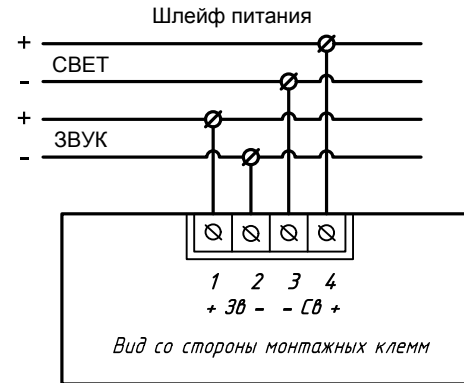 Шлейф питания
+
СВЕТ
-
+
ЗВУК
-
1 2 3 4
+ Зв - - Св +
Вид со стороны монтажных клемм